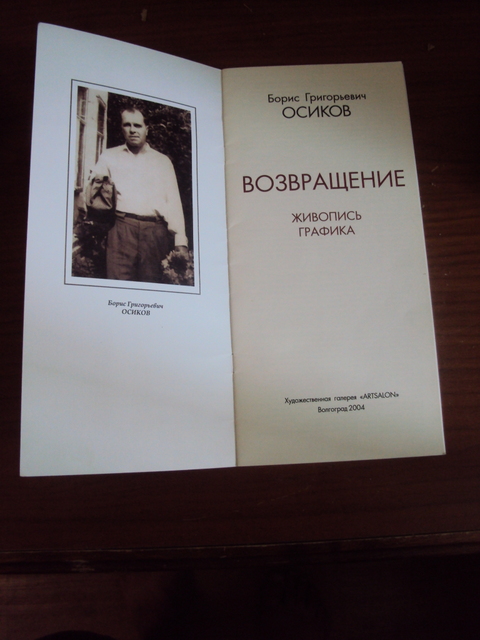 Борис Григорьевич
ОСИКОВ
Борис Григорьевич
ОСИКОВ
ВОЗВРАЩЕНИЕ
ЖИВОПИСЬ
ГРАФИКА
Художественная галерея «ARTSALON»
Волгоград 2004